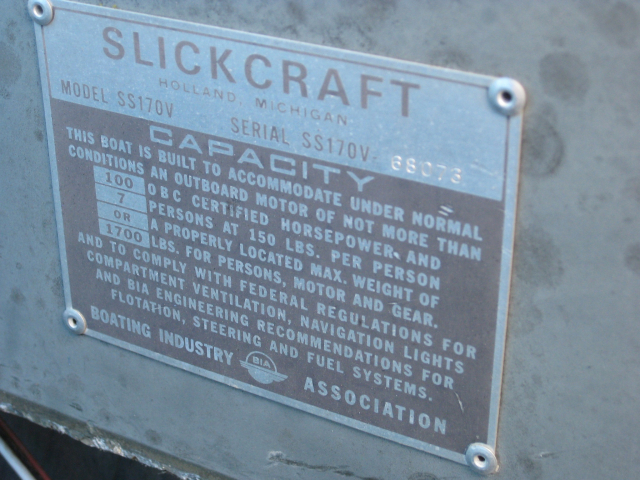 SLICKCRAFT
HOLLAND, MICHIGAN
MODEL SS170V SERIAL SS170V 68073
CAPACITY
THIS BOAT IS BUILT TO ACCOMMODATE UNDER NORMAL
CONDITIONS AN OUTBOARD MOTOR OF NOT MORE THAN
100 OBC CERTIFIED HORSEPOWER AND
7 PERSONS AT 150 LBS. PER PERSON
OR A PROPERLY LOCATED MAX. WEIGHT OF
1700 LBS. FOR PERSONS, MOTOR AND GEAR.
AND TO COMPLY WITH FEDERAL REGULATIONS FOR
COMPARTMENT VENTILATION, NAVIGATION LIGHTS
AND BIA ENGINEERING RECOMMENDATIONS FOR
FLOTATION, STEERING AND FUEL SYSTEMS.
BOATING INDUSTRY BIA ASSOCIATION